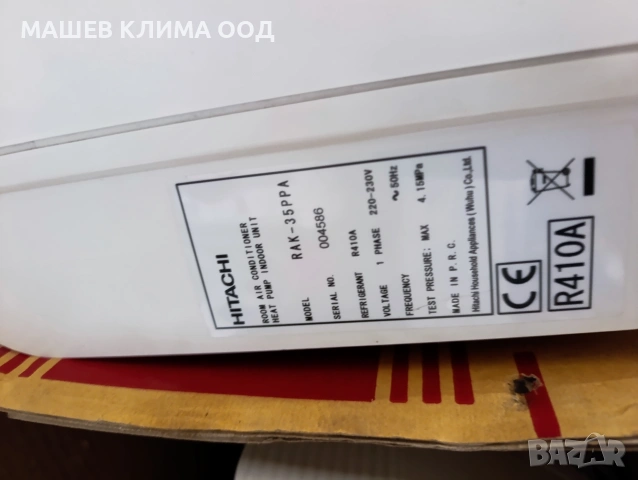 МАШЕВ КЛИМА ООД
HITACHI
ROOM AIR CONDITIONER
HEAT PUMP INDOOR UNIT
MODEL RAK-35PPA
SERIAL NO. 004586
REFRIGERANT R410A
VOLTAGE 1 PHASE 220-230V
FREQUENCY ~50Hz
TEST PRESSURE; MAX 4.15MPa
MADE IN P.R.C.
Hitachi Household Appliances (Wuhu) Co.,Ltd.
CE
R410A
BAZAR